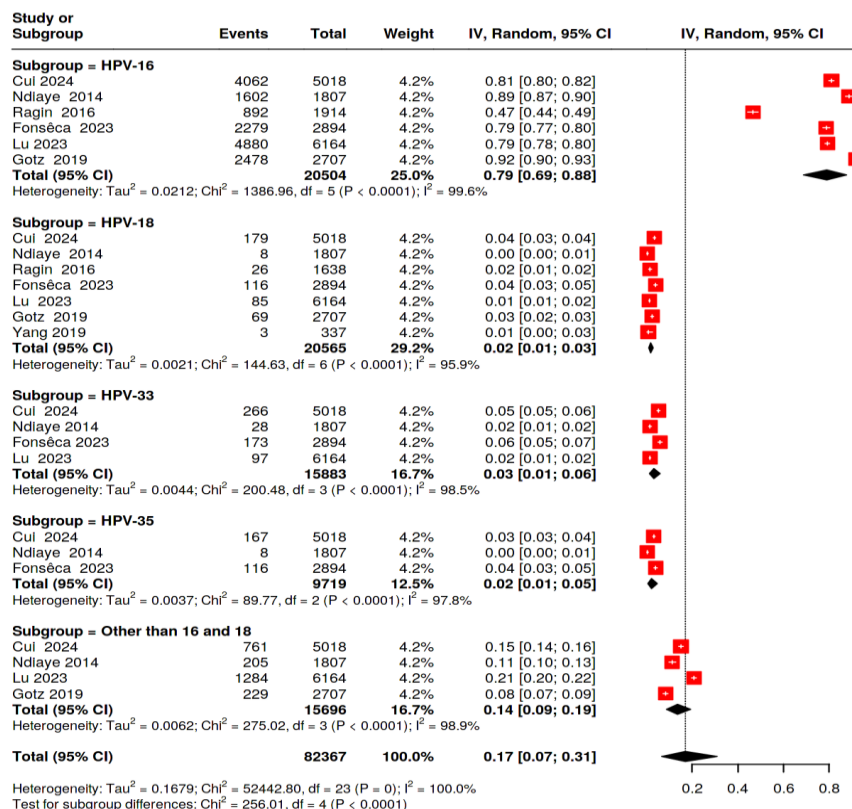 Study or
Subgroup Events Total Weight IV, Random, 95% CI IV, Random, 95% CI
Subgroup = HPV-16
Cui 2024 4062 5018 4.2% 0.81 [0.80; 0.82]
Ndiaye 2014 1602 1807 4.2% 0.89 [0.87; 0.90]
Ragin 2016 892 1914 4.2% 0.47 [0.44; 0.49]
Fonsêca 2023 2279 2894 4.2% 0.79 [0.77; 0.80]
Lu 2023 4880 6164 4.2% 0.79 [0.78; 0.80]
Gotz 2019 2478 2707 4.2% 0.92 [0.90; 0.93]
Total (95% CI) 20504 25.0% 0.79 [0.69; 0.88]
Heterogeneity: Tau² = 0.0212; Chi² = 1386.96, df = 5 (P < 0.0001); I² = 99.6%
Subgroup = HPV-18
Cui 2024 179 5018 4.2% 0.04 [0.03; 0.04]
Ndiaye 2014 8 1807 4.2% 0.00 [0.00; 0.01]
Ragin 2016 26 1638 4.2% 0.02 [0.01; 0.02]
Fonsêca 2023 116 2894 4.2% 0.04 [0.03; 0.05]
Lu 2023 85 6164 4.2% 0.01 [0.01; 0.02]
Gotz 2019 69 2707 4.2% 0.03 [0.02; 0.03]
Yang 2019 3 337 4.2% 0.01 [0.00; 0.03]
Total (95% CI) 20565 29.2% 0.02 [0.01; 0.03]
Heterogeneity: Tau² = 0.0021; Chi² = 144.63, df = 6 (P < 0.0001); I² = 95.9%
Subgroup = HPV-33
Cui 2024 266 5018 4.2% 0.05 [0.05; 0.06]
Ndiaye 2014 28 1807 4.2% 0.02 [0.01; 0.02]
Fonsêca 2023 173 2894 4.2% 0.06 [0.05; 0.07]
Lu 2023 97 6164 4.2% 0.02 [0.01; 0.02]
Total (95% CI) 15883 16.7% 0.03 [0.01; 0.06]
Heterogeneity: Tau² = 0.0044; Chi² = 200.48, df = 3 (P < 0.0001); I² = 98.5%
Subgroup = HPV-35
Cui 2024 167 5018 4.2% 0.03 [0.03; 0.04]
Ndiaye 2014 8 1807 4.2% 0.00 [0.00; 0.01]
Fonsêca 2023 116 2894 4.2% 0.04 [0.03; 0.05]
Total (95% CI) 9719 12.5% 0.02 [0.01; 0.05]
Heterogeneity: Tau² = 0.0037; Chi² = 89.77, df = 2 (P < 0.0001); I² = 97.8%
Subgroup = Other than 16 and 18
Cui 2024 761 5018 4.2% 0.15 [0.14; 0.16]
Ndiaye 2014 205 1807 4.2% 0.11 [0.10; 0.13]
Lu 2023 1284 6164 4.2% 0.21 [0.20; 0.22]
Gotz 2019 229 2707 4.2% 0.08 [0.07; 0.09]
Total (95% CI) 15696 16.7% 0.14 [0.09; 0.19]
Heterogeneity: Tau² = 0.0062; Chi² = 275.02, df = 3 (P < 0.0001); I² = 98.9%
Total (95% CI) 82367 100.0% 0.17 [0.07; 0.31]
Heterogeneity: Tau² = 0.1679; Chi² = 52442.80, df = 23 (P = 0); I² = 100.0%
0.2 0.4 0.6 0.8
Test for subgroup differences: Chi² = 256.01, df = 4 (P < 0.0001)